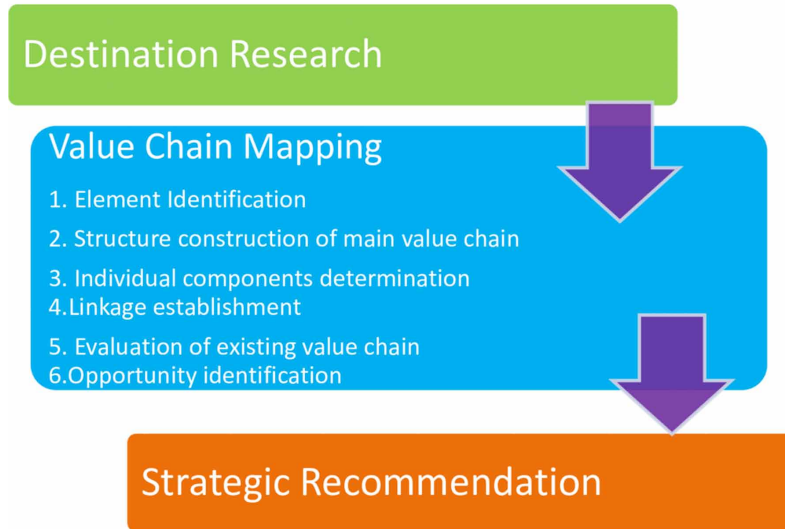 Destination Research
Value Chain Mapping
1. Element Identification
2. Structure construction of main value chain
3. Individual components determination
4.Linkage establishment
5. Evaluation of existing value chain
6.Opportunity identification
Strategic Recommendation